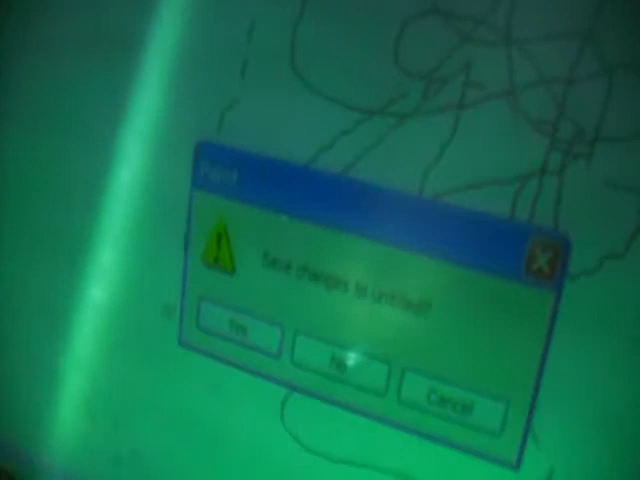 Paint
Save changes to untitled?
Yes
No
Cancel